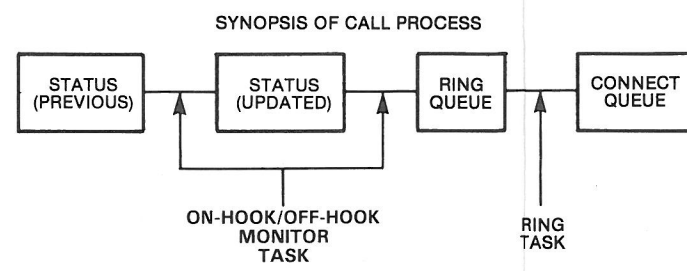 SYNOPSIS OF CALL PROCESS
STATUS
(PREVIOUS)
STATUS
(UPDATED)
RING
QUEUE
CONNECT
QUEUE
ON-HOOK/OFF-HOOK
MONITOR
TASK
RING
TASK